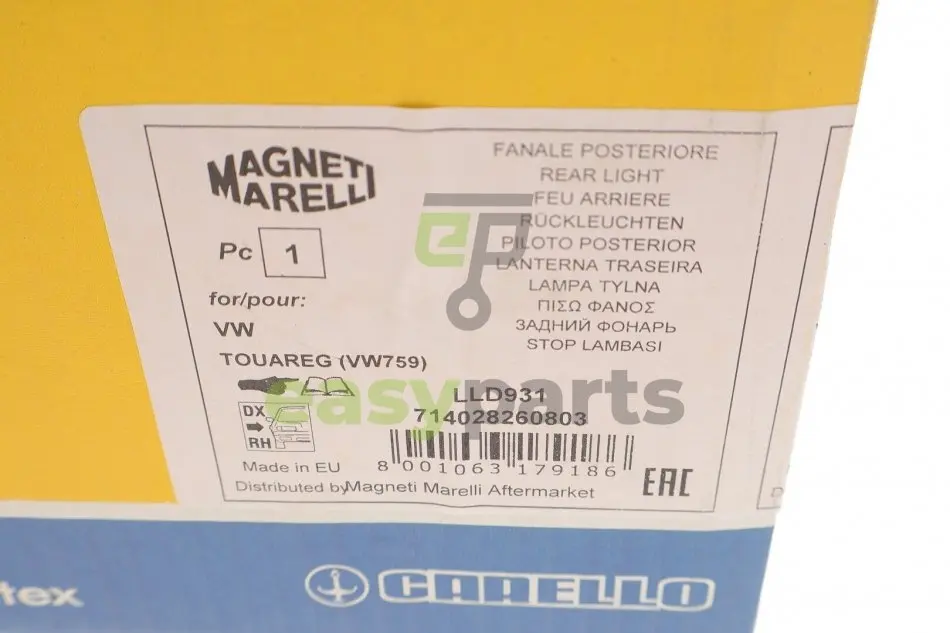 MAGNETI
MARELLI
Pc 1
for/pour:
VW
TOUAREG (VW759)
DX
RH
Made in EU
Distributed by Magneti Marelli Aftermarket
FANALE POSTERIORE
REAR LIGHT
FEU ARRIERE
RÜCKLEUCHTEN
PILOTO POSTERIOR
LANTERNA TRASEIRA
LAMPA TYLNA
ΠΙΣΩ ΦΑΝΟΣ
ЗАДНИЙ ФОНАРЬ
STOP LAMBASI
LLD931
714028260803
8 001063 179186
EAC
ep
easyparts
tex
CARELLO
D